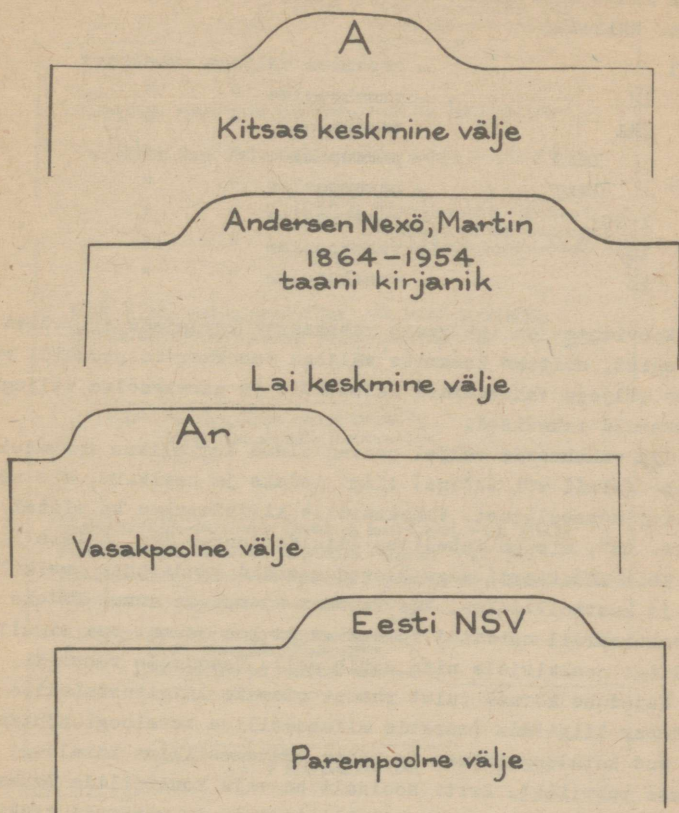 A
Kitsas keskmine välje
Andersen Nexö, Martin
1864-1954
taani kirjanik
Lai keskmine välje
An
Vasakpoolne välje
Eesti NSV
Parempoolne välje